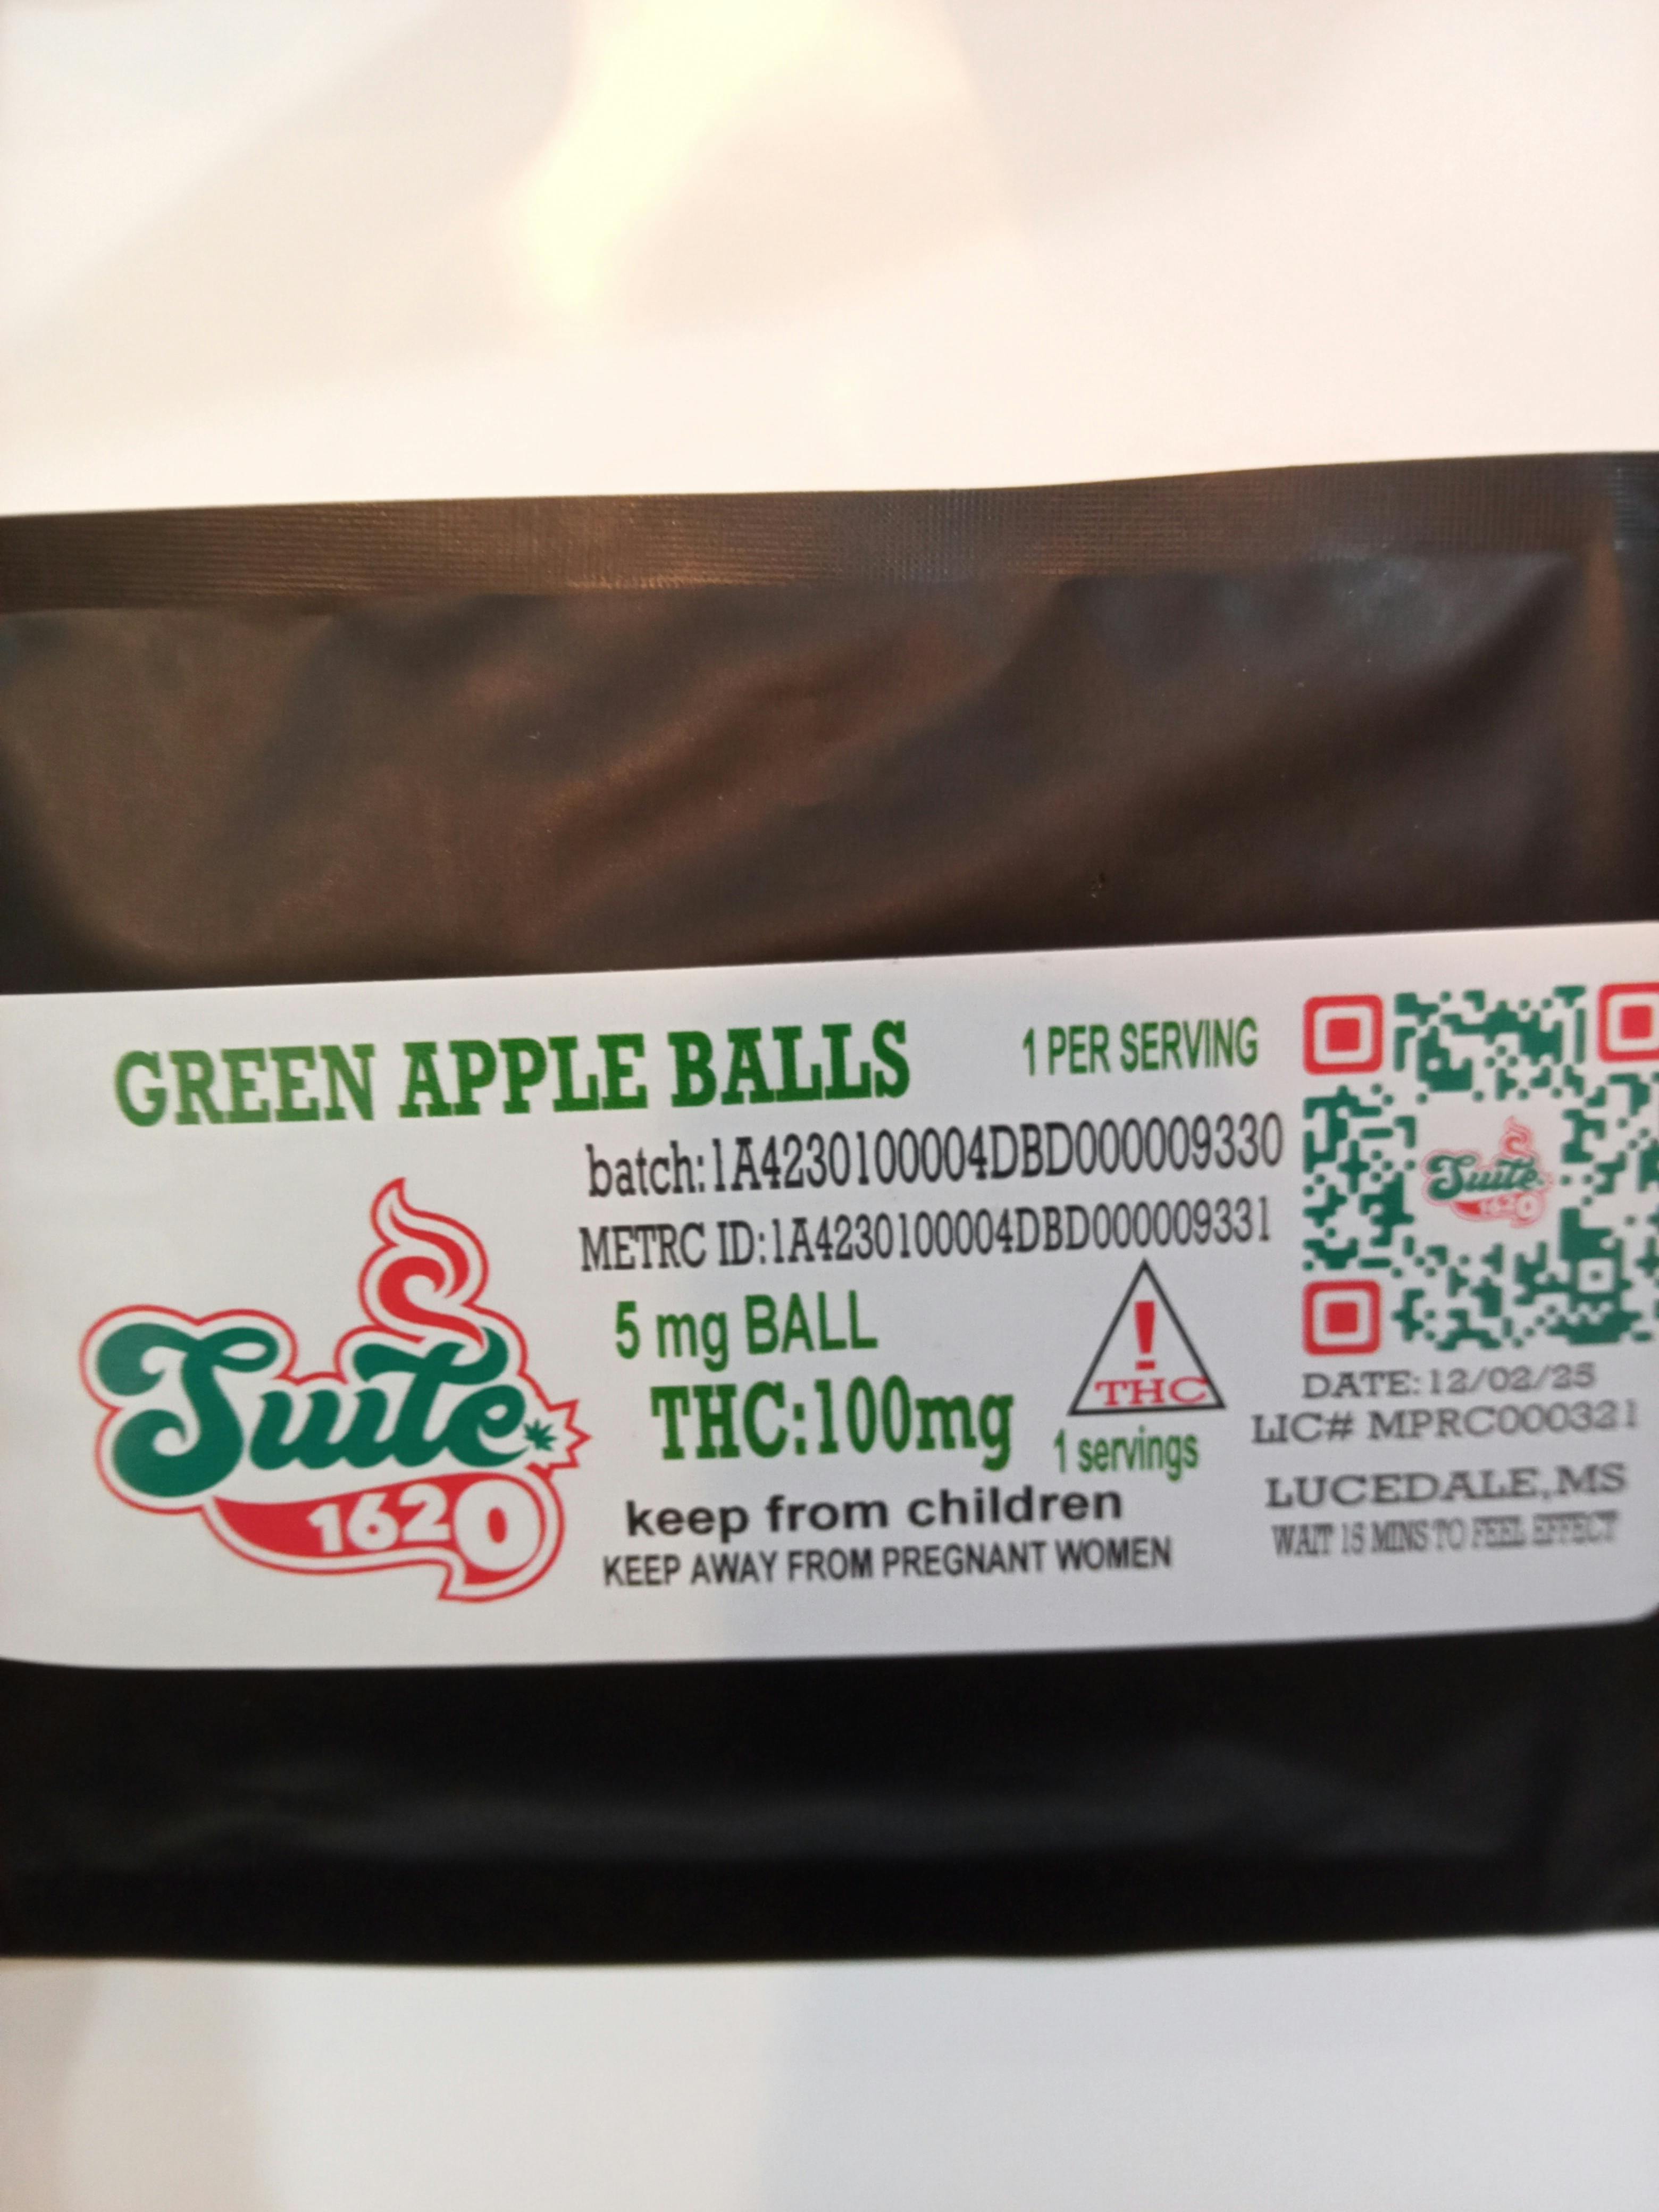 GREEN APPLE BALLS 1 PER SERVING
batch:1A4230100004DBD000009330
METRC ID:1A4230100004DBD000009331
Suite
1620
5 mg BALL
THC:100mg
!
THC
1 servings
keep from children
KEEP AWAY FROM PREGNANT WOMEN
Suite
1620
DATE:12/02/25
LIC# MPRC000321
LUCEDALE,MS
WAIT 15 MINS TO FEEL EFFECT